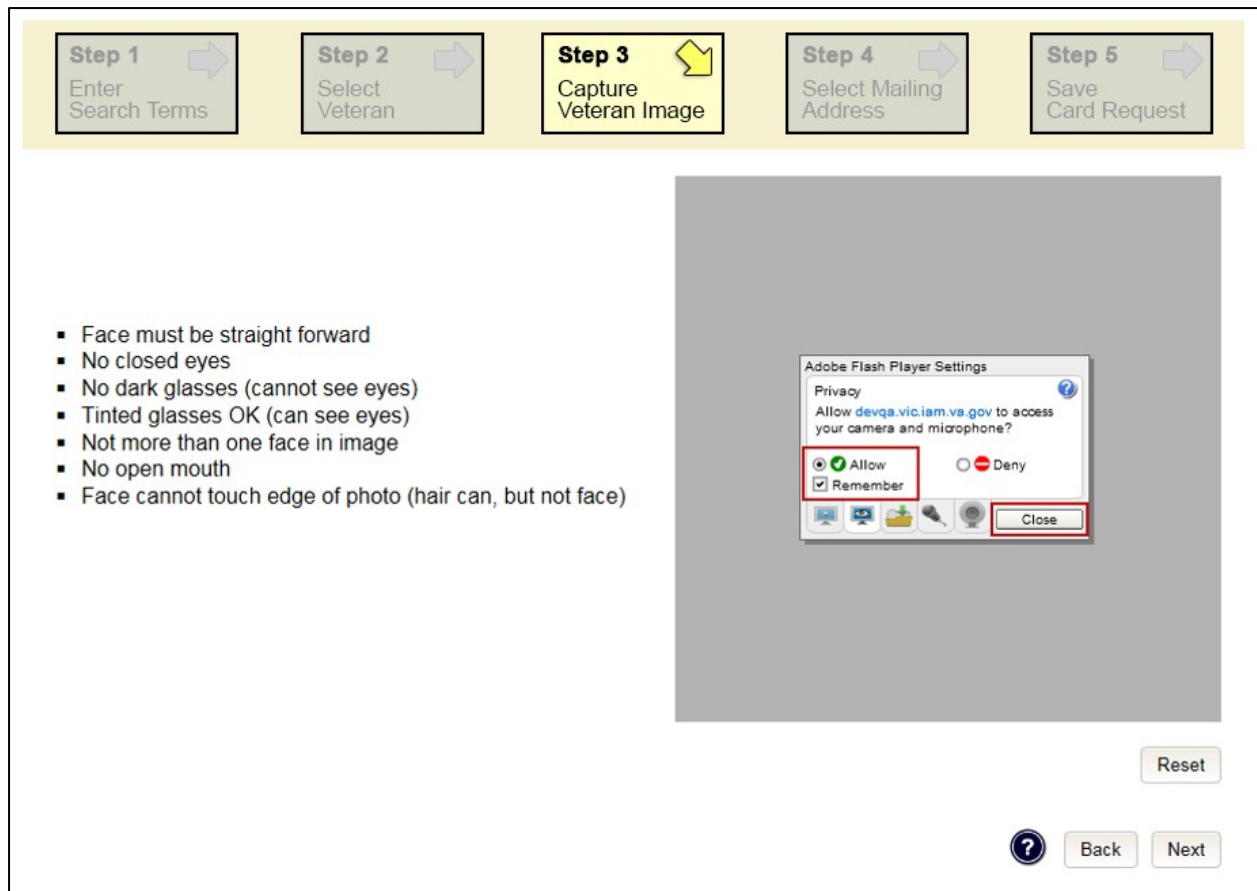 Step 1
Enter
Search Terms
Step 2
Select
Veteran
Step 3
Capture
Veteran Image
Step 4
Select Mailing
Address
Step 5
Save
Card Request
▪ Face must be straight forward
▪ No closed eyes
▪ No dark glasses (cannot see eyes)
▪ Tinted glasses OK (can see eyes)
▪ Not more than one face in image
▪ No open mouth
▪ Face cannot touch edge of photo (hair can, but not face)
Adobe Flash Player Settings
Privacy
?
Allow devqa.vic.iam.va.gov to access
your camera and microphone?
Allow
Deny
Remember
Close
Reset
?
Back
Next